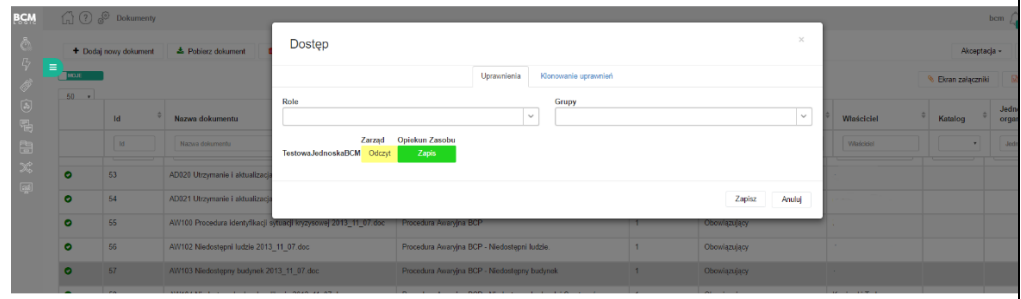 BCM
Dokumenty
bcm
Dodaj nowy dokument
Pobierz dokument
Akceptacja
Dostęp
×
Uprawnienia
Klonowanie uprawnień
Role
Grupy
Zarząd Opiekun Zasobu
TestowaJednoskaBCM Odczyt Zapis
Zapisz Anuluj
Ekran załączniki
50
Id Nazwa dokumentu Właściciel Katalog
Id Nazwa dokumentu Właściciel
53 AD020 Utrzymanie i aktualizacja
54 AD021 Utrzymanie i aktualizacja
55 AW100 Procedura identyfikacji sytuacji kryzysowej 2013_11_07.doc Procedura Awaryjna BCP 1 Obowiązujący
56 AW102 Niedostępni ludzie 2013_11_07.doc Procedura Awaryjna BCP - Niedostępni ludzie. 1 Obowiązujący
57 AW103 Niedostępny budynek 2013_11_07.doc Procedura Awaryjna BCP - Niedostępny budynek 1 Obowiązujący